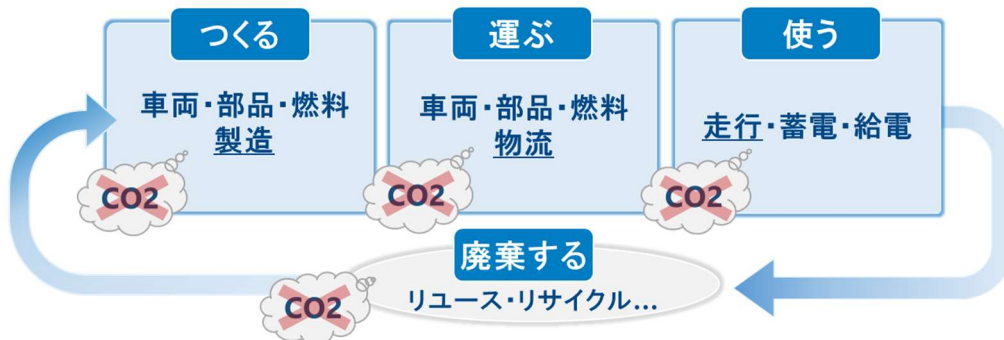 つくる
車両・部品・燃料
製造
CO2
運ぶ
車両・部品・燃料
物流
CO2
使う
走行・蓄電・給電
CO2
廃棄する
リユース・リサイクル…
CO2